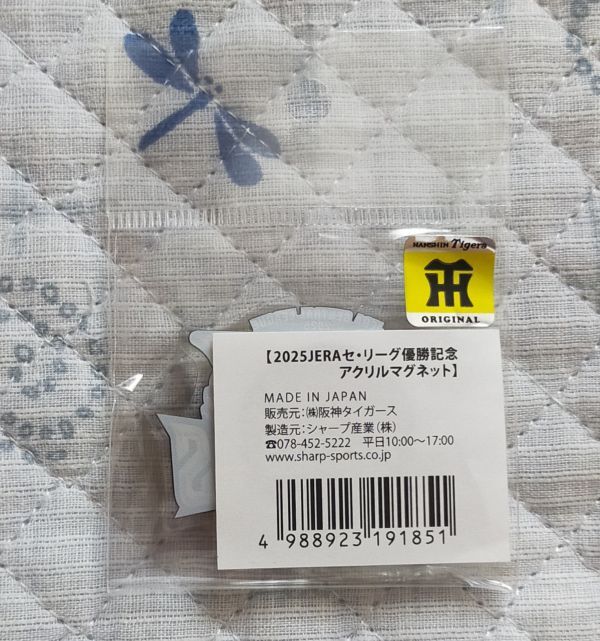 HANSHIN Tigers
ORIGINAL
【2025JERAセ・リーグ優勝記念
アクリルマグネット】
MADE IN JAPAN
販売元:㈱阪神タイガース
製造元:シャープ産業(株)
☎078-452-5222 平日10:00〜17:00
www.sharp-sports.co.jp
4 988923 191851